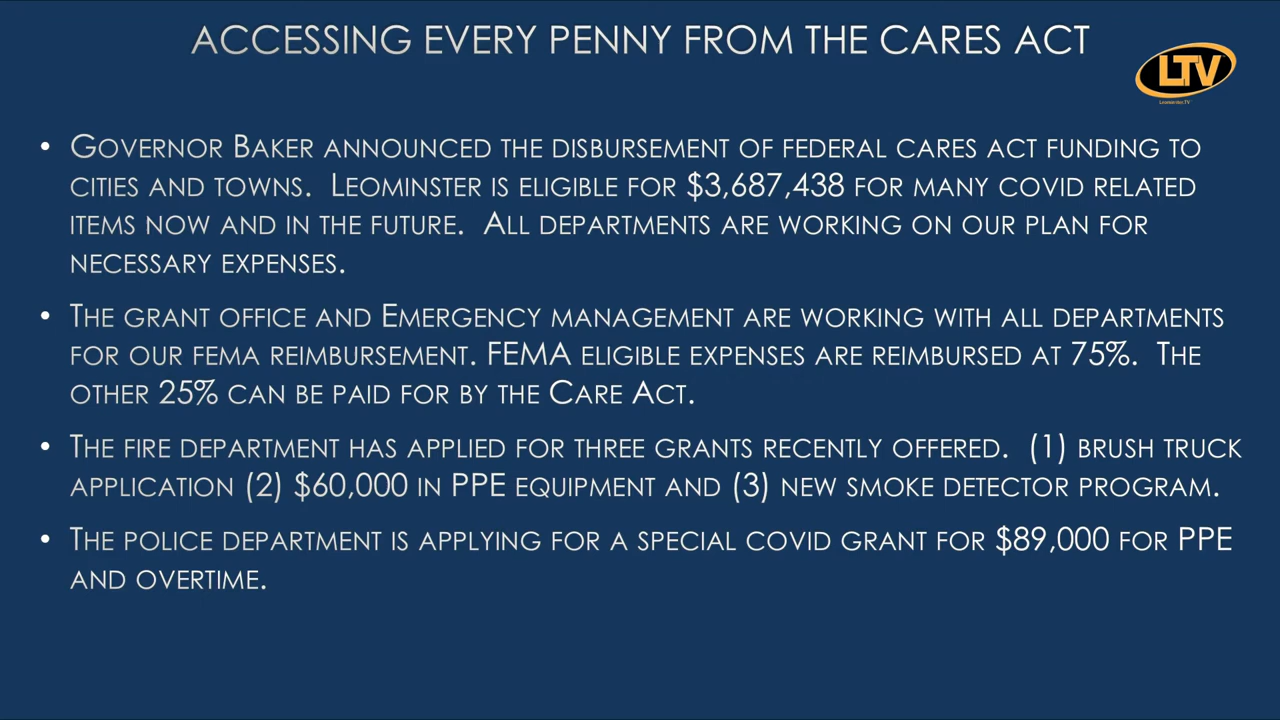 ACCESSING EVERY PENNY FROM THE CARES ACT
LTV
Leominster.TV
• GOVERNOR BAKER ANNOUNCED THE DISBURSEMENT OF FEDERAL CARES ACT FUNDING TO
CITIES AND TOWNS. LEOMINSTER IS ELIGIBLE FOR $3,687,438 FOR MANY COVID RELATED
ITEMS NOW AND IN THE FUTURE. ALL DEPARTMENTS ARE WORKING ON OUR PLAN FOR
NECESSARY EXPENSES.
• THE GRANT OFFICE AND EMERGENCY MANAGEMENT ARE WORKING WITH ALL DEPARTMENTS
FOR OUR FEMA REIMBURSEMENT. FEMA ELIGIBLE EXPENSES ARE REIMBURSED AT 75%. THE
OTHER 25% CAN BE PAID FOR BY THE CARE ACT.
• THE FIRE DEPARTMENT HAS APPLIED FOR THREE GRANTS RECENTLY OFFERED. (1) BRUSH TRUCK
APPLICATION (2) $60,000 IN PPE EQUIPMENT AND (3) NEW SMOKE DETECTOR PROGRAM.
• THE POLICE DEPARTMENT IS APPLYING FOR A SPECIAL COVID GRANT FOR $89,000 FOR PPE
AND OVERTIME.